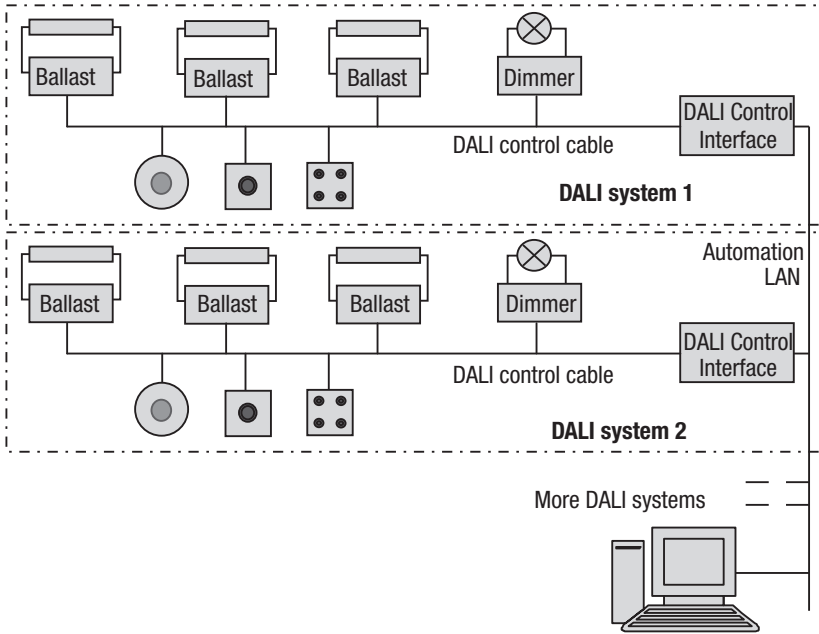 Ballast
Ballast
Ballast
Dimmer
DALI Control
Interface
DALI control cable
DALI system 1
Automation
LAN
Ballast
Ballast
Ballast
Dimmer
DALI Control
Interface
DALI control cable
DALI system 2
More DALI systems